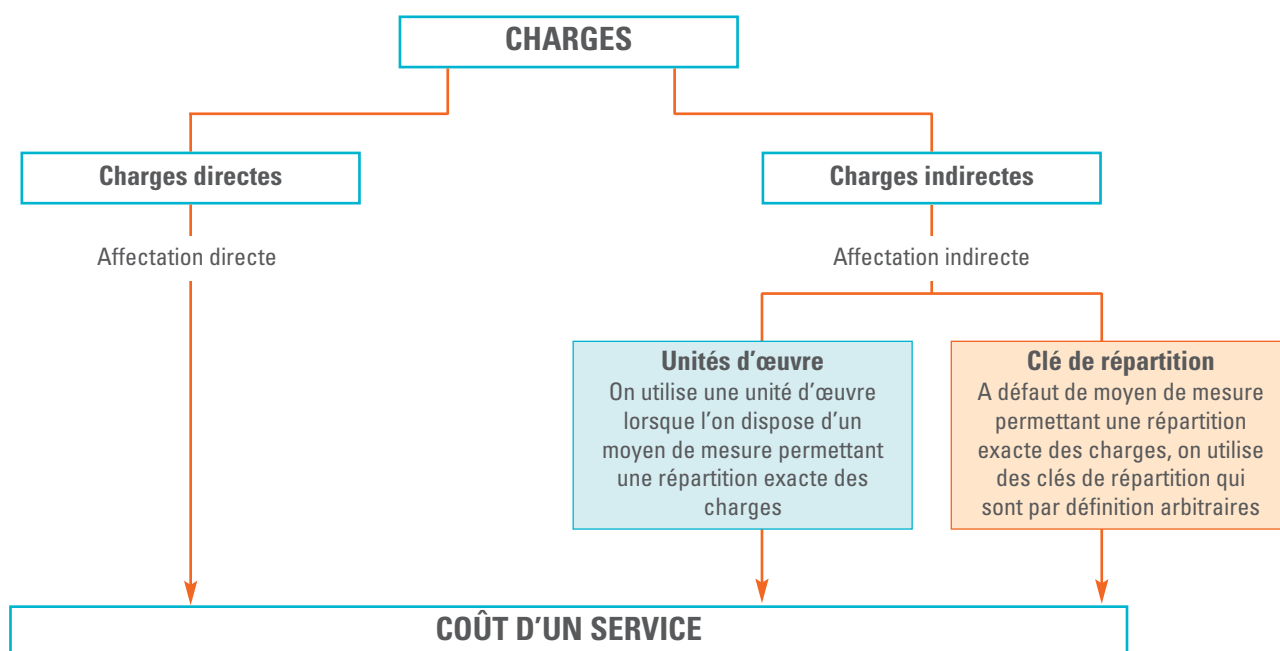 CHARGES
Charges directes
Charges indirectes
Affectation directe
Affectation indirecte
Unités d'œuvre
On utilise une unité d'œuvre
lorsque l'on dispose d'un
moyen de mesure permettant
une répartition exacte des
charges
Clé de répartition
A défaut de moyen de mesure
permettant une répartition
exacte des charges, on utilise
des clés de répartition qui
sont par définition arbitraires
COÛT D'UN SERVICE